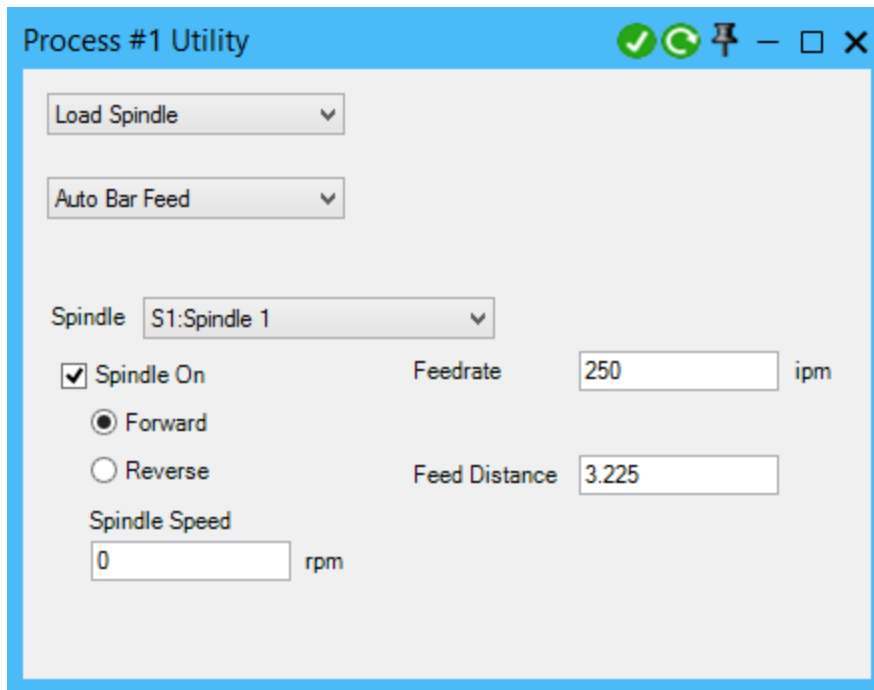 Process #1 Utility
Load Spindle
Auto Bar Feed
Spindle S1:Spindle 1
Spindle On
Feedrate 250 ipm
Forward
Reverse
Feed Distance 3.225
Spindle Speed
0 rpm